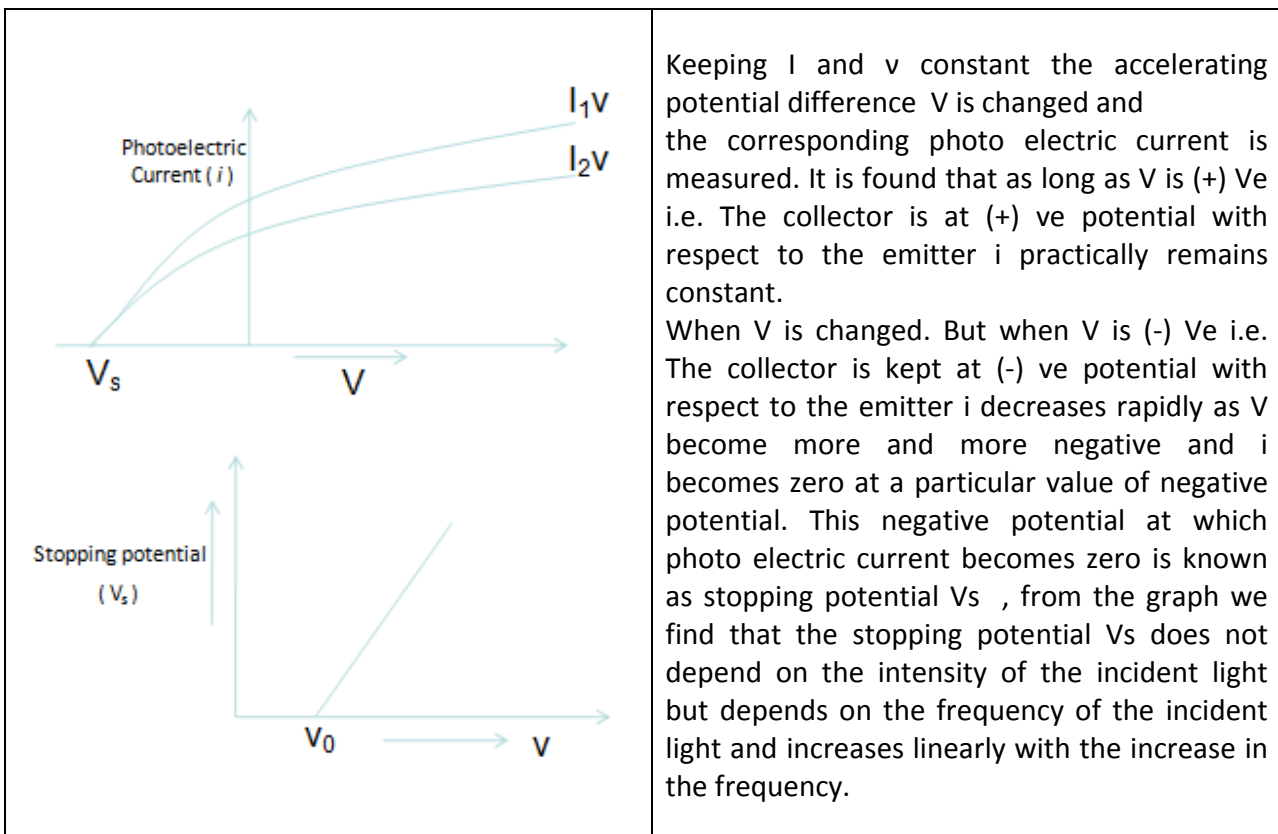 Photoelectric
Current ( i )
I₁v
I₂v
Vₛ
V
Stopping potential
( Vₛ )
v₀
v
Keeping I and ν constant the accelerating
potential difference V is changed and
the corresponding photo electric current is
measured. It is found that as long as V is (+) Ve
i.e. The collector is at (+) ve potential with
respect to the emitter i practically remains
constant.
When V is changed. But when V is (-) Ve i.e.
The collector is kept at (-) ve potential with
respect to the emitter i decreases rapidly as V
become more and more negative and i
becomes zero at a particular value of negative
potential. This negative potential at which
photo electric current becomes zero is known
as stopping potential Vs , from the graph we
find that the stopping potential Vs does not
depend on the intensity of the incident light
but depends on the frequency of the incident
light and increases linearly with the increase in
the frequency.